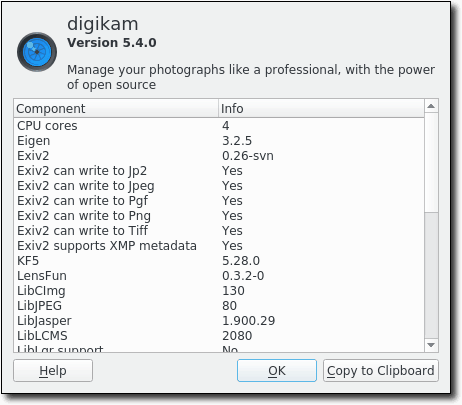 digikam
Version 5.4.0
Manage your photographs like a professional, with the power
of open source
Component Info
CPU cores 4
Eigen 3.2.5
Exiv2 0.26-svn
Exiv2 can write to Jp2 Yes
Exiv2 can write to Jpeg Yes
Exiv2 can write to Pgf Yes
Exiv2 can write to Png Yes
Exiv2 can write to Tiff Yes
Exiv2 supports XMP metadata Yes
KF5 5.28.0
LensFun 0.3.2-0
LibCImg 130
LibJPEG 80
LibJasper 1.900.29
LibLCMS 2080
LibLqr support No
Help OK Copy to Clipboard